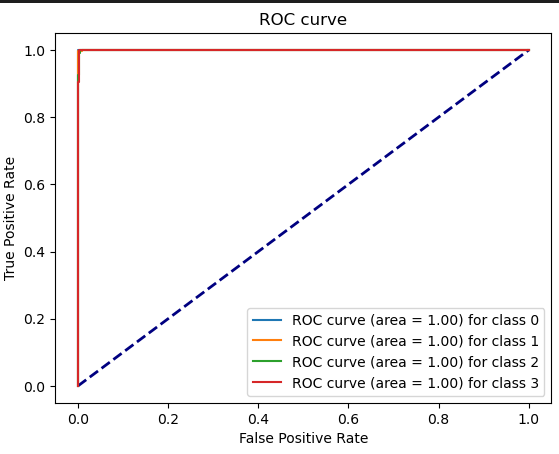 ROC curve
1.0
0.8
0.6
0.4
0.2
0.0
True Positive Rate
ROC curve (area = 1.00) for class 0
ROC curve (area = 1.00) for class 1
ROC curve (area = 1.00) for class 2
ROC curve (area = 1.00) for class 3
0.0 0.2 0.4 0.6 0.8 1.0
False Positive Rate